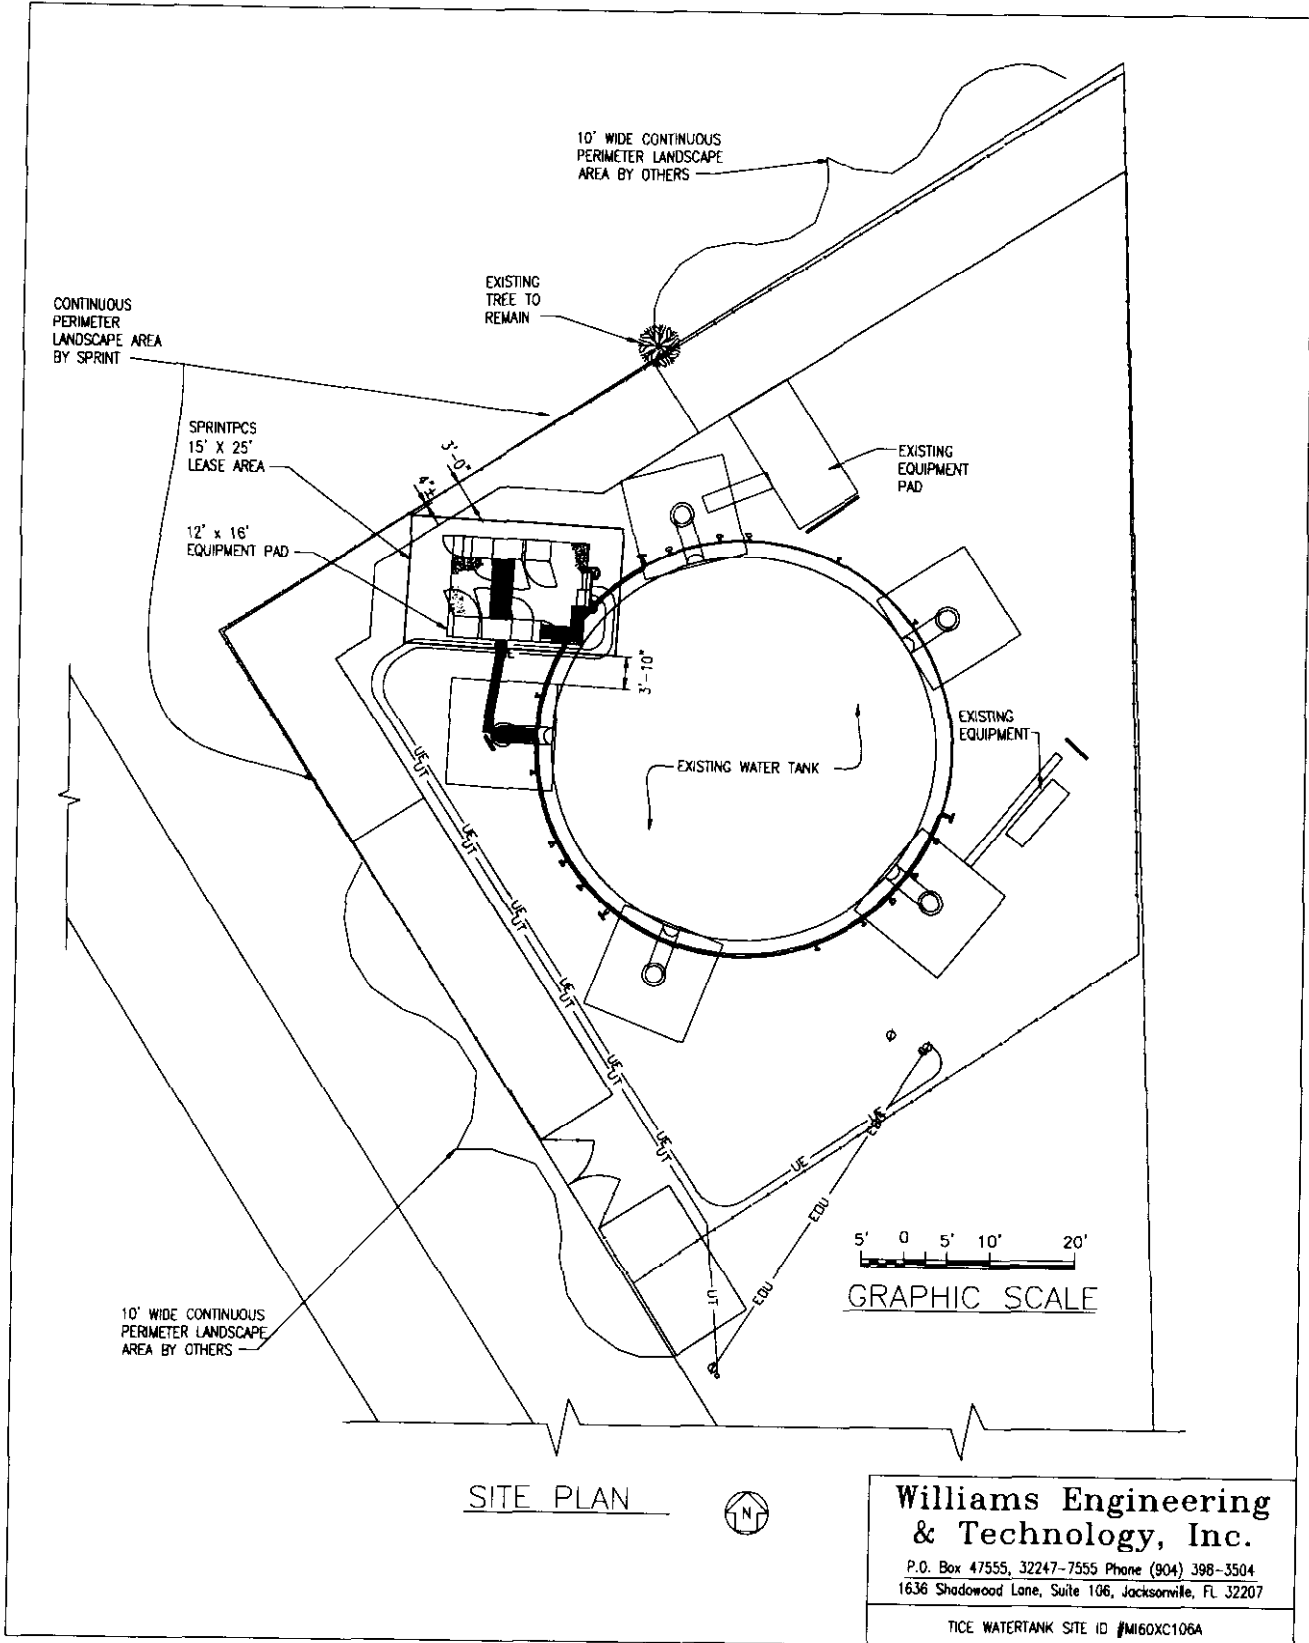 10' WIDE CONTINUOUS
PERIMETER LANDSCAPE
AREA BY OTHERS
EXISTING
TREE TO
REMAIN
CONTINUOUS
PERIMETER
LANDSCAPE AREA
BY SPRINT
SPRINTPCS
15' X 25'
LEASE AREA
3'-0"
4"±
12' x 16'
EQUIPMENT PAD
EXISTING
EQUIPMENT
PAD
3'-10"
EXISTING
EQUIPMENT
EXISTING WATER TANK
UE
UT
UE
UT
UE
UT
UE
UT
UE
UT
UE
UT
UE
UE
EOU
EOU
EOU
UT
5' 0 5' 10' 20'
GRAPHIC SCALE
10' WIDE CONTINUOUS
PERIMETER LANDSCAPE
AREA BY OTHERS
SITE PLAN
N
Williams Engineering
& Technology, Inc.
P.O. Box 47555, 32247-7555 Phone (904) 398-3504
1636 Shadowood Lane, Suite 106, Jacksonville, FL 32207
TICE WATERTANK SITE ID #MI60XC106A